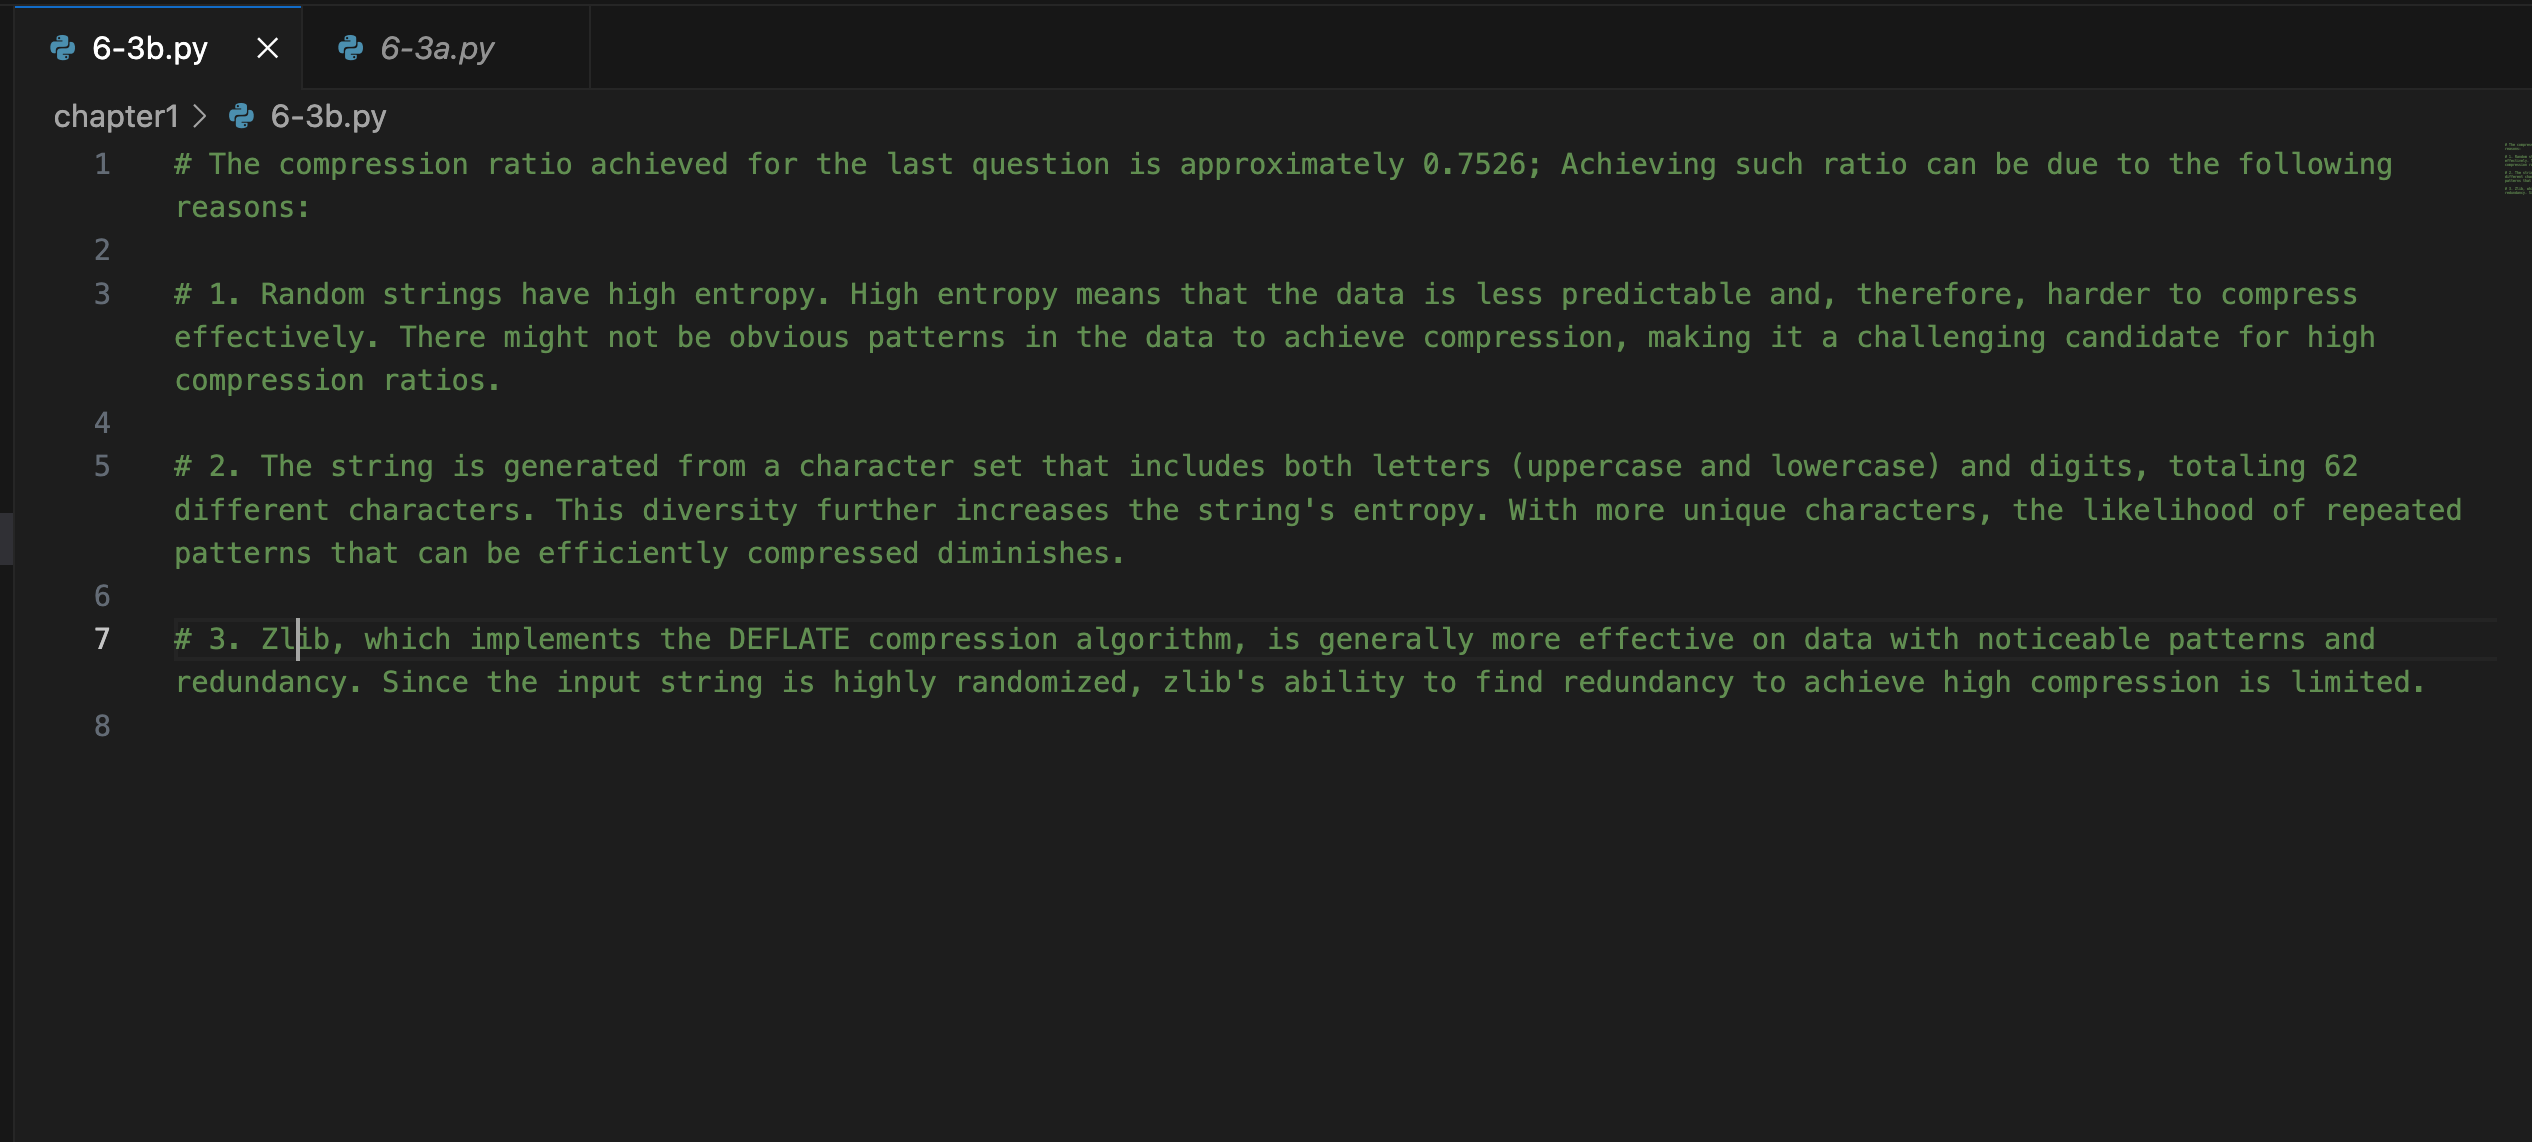 6-3b.py 6-3a.py
chapter1 > 6-3b.py
1 # The compression ratio achieved for the last question is approximately 0.7526; Achieving such ratio can be due to the following
reasons:
2
3 # 1. Random strings have high entropy. High entropy means that the data is less predictable and, therefore, harder to compress
effectively. There might not be obvious patterns in the data to achieve compression, making it a challenging candidate for high
compression ratios.
4
5 # 2. The string is generated from a character set that includes both letters (uppercase and lowercase) and digits, totaling 62
different characters. This diversity further increases the string's entropy. With more unique characters, the likelihood of repeated
patterns that can be efficiently compressed diminishes.
6
7 # 3. Zlib, which implements the DEFLATE compression algorithm, is generally more effective on data with noticeable patterns and
redundancy. Since the input string is highly randomized, zlib's ability to find redundancy to achieve high compression is limited.
8